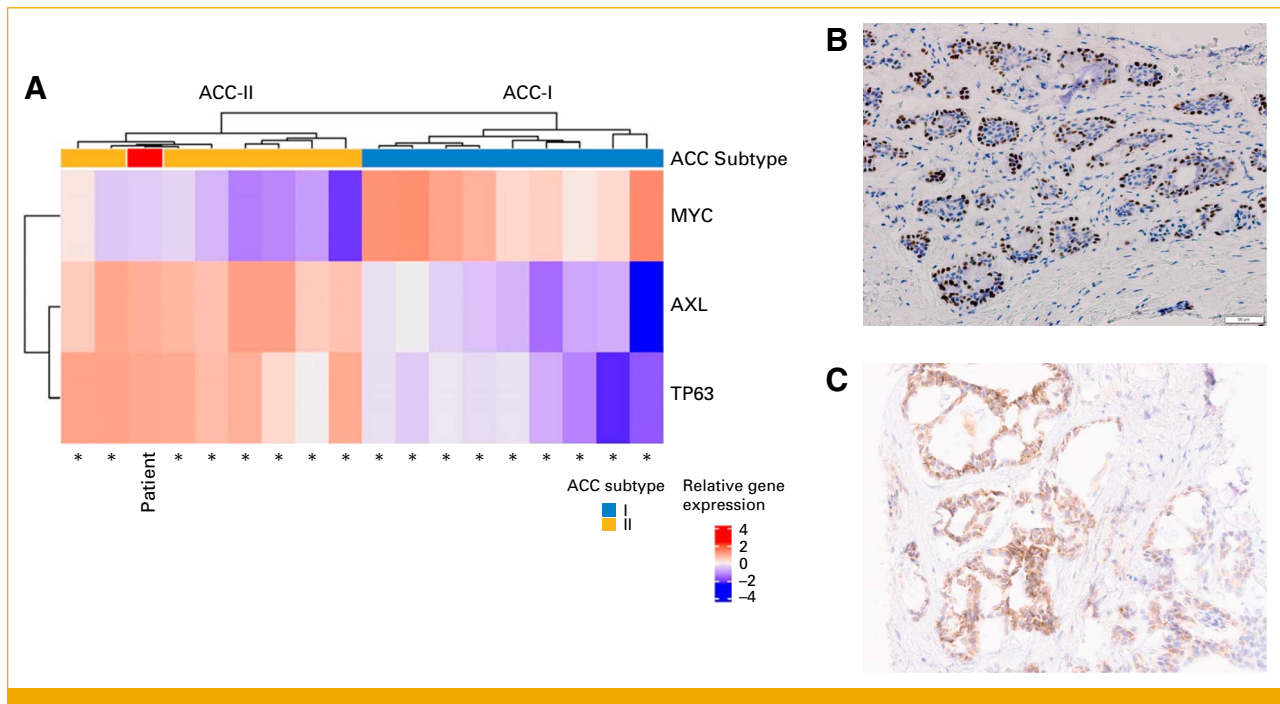 A
ACC-II
ACC-I
ACC Subtype
MYC
AXL
TP63
* * Patient * * * * * * * * * * * * * * *
ACC subtype
I
II
Relative gene
expression
4
2
0
–2
–4
B
C